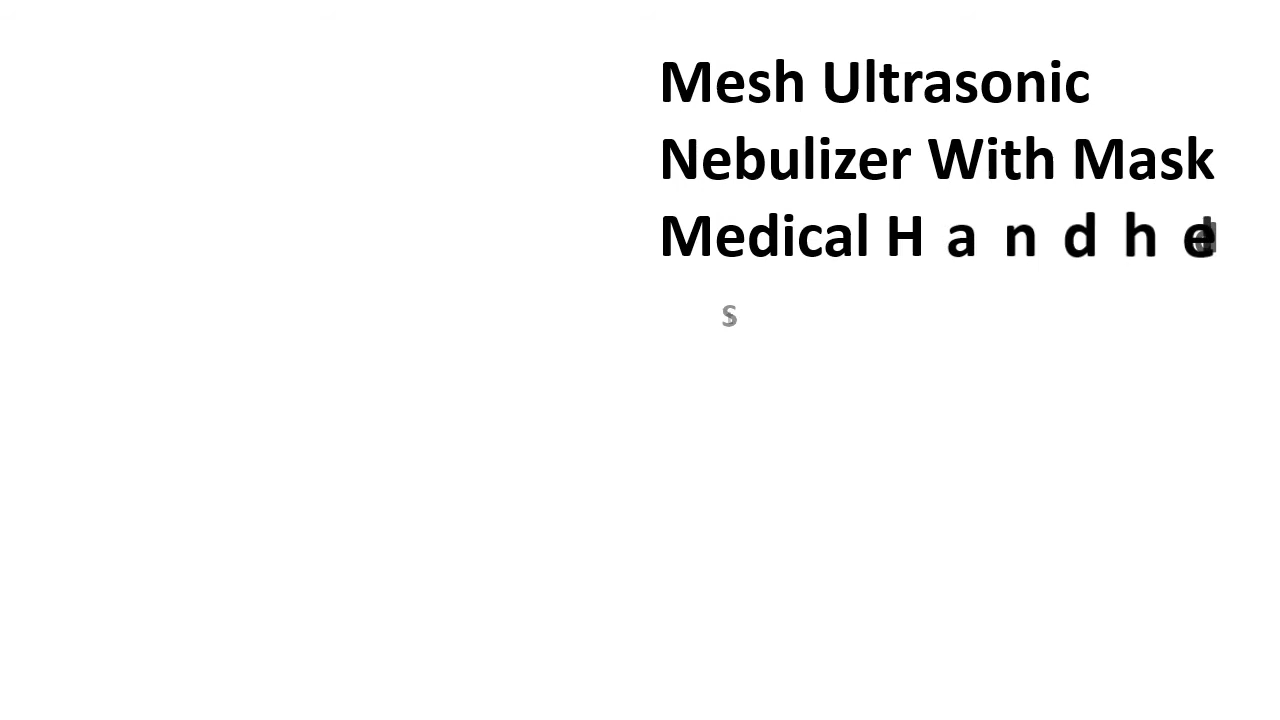 Mesh Ultrasonic
Nebulizer With Mask
Medical H a n d h e
s